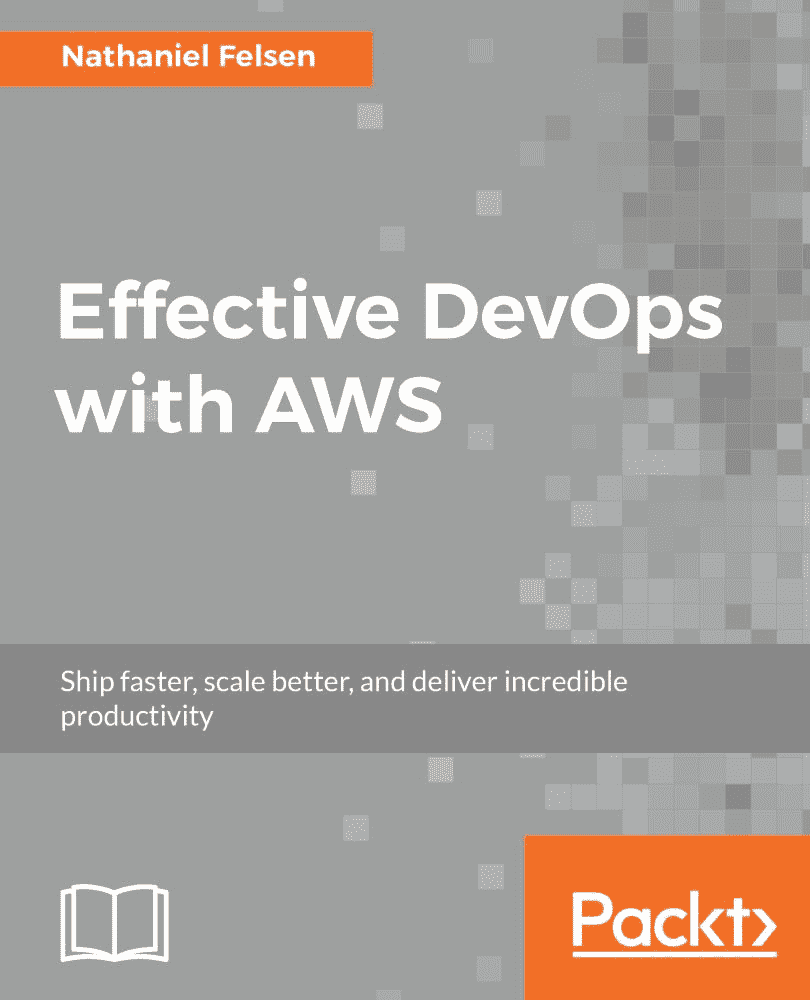 Nathaniel Felsen
Effective DevOps
with AWS
Ship faster, scale better, and deliver incredible
productivity
Packt>